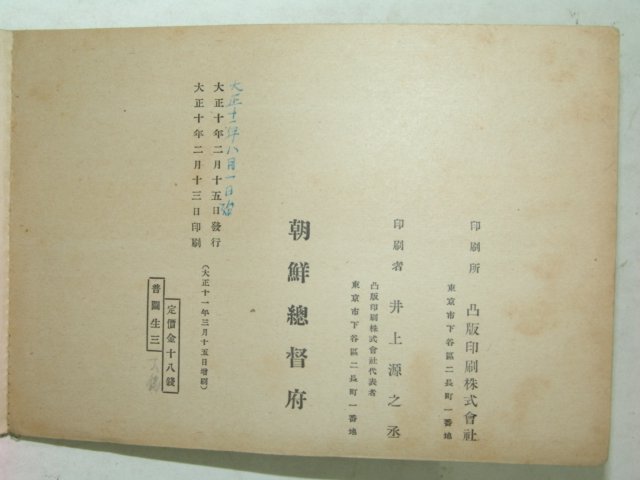 大正十年二月十三日印刷
大正十年二月十五日發行
大正十一年八月一日
(大正十一年三月十五日增刷)
普圖生三
定價金十八錢
朝鮮總督府
東京市下谷區二長町一番地
凸版印刷株式會社代表者
印刷者 井上源之丞
東京市下谷區二長町一番地
印刷所 凸版印刷株式會社